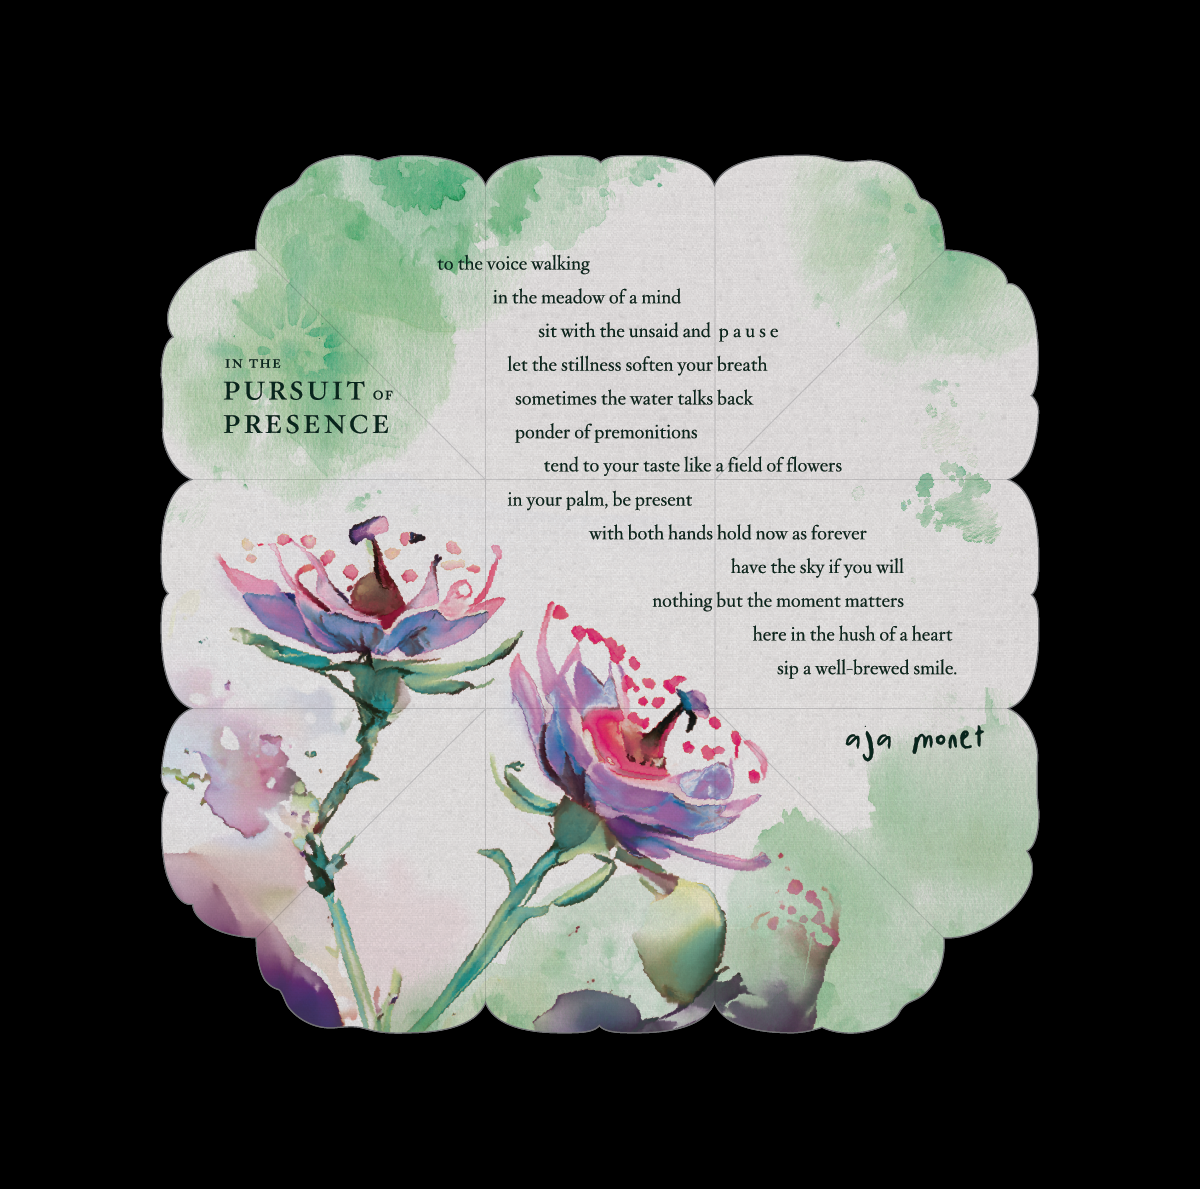 IN THE
PURSUIT OF
PRESENCE
to the voice walking
in the meadow of a mind
sit with the unsaid and p a u s e
let the stillness soften your breath
sometimes the water talks back
ponder of premonitions
tend to your taste like a field of flowers
in your palm, be present
with both hands hold now as forever
have the sky if you will
nothing but the moment matters
here in the hush of a heart
sip a well-brewed smile.
aja monet